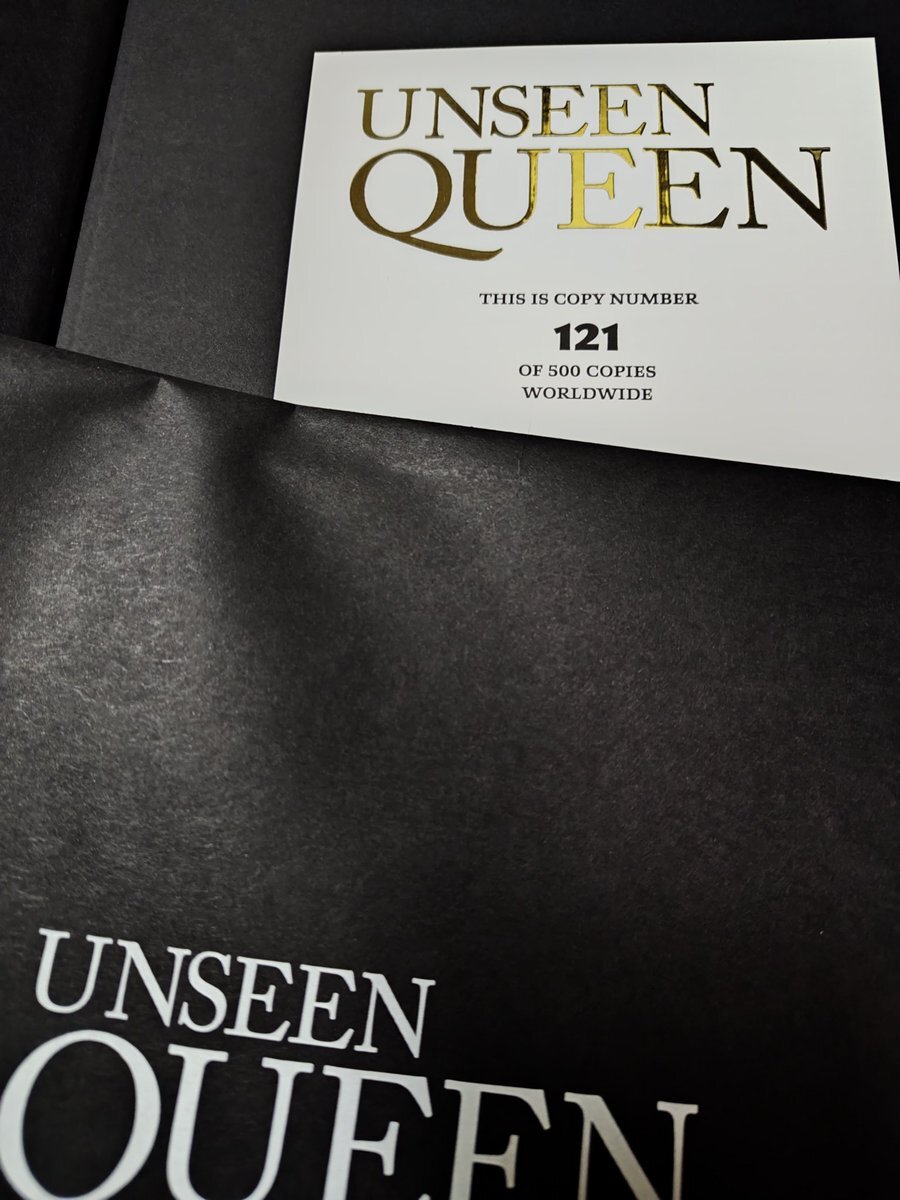 UNSEEN
QUEEN
THIS IS COPY NUMBER
121
OF 500 COPIES
WORLDWIDE
UNSEEN
QUEEN